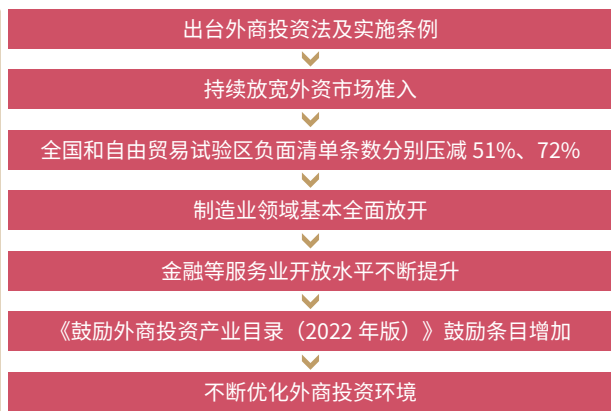 出台外商投资法及实施条例
持续放宽外资市场准入
全国和自由贸易试验区负面清单条数分别压减 51%、72%
制造业领域基本全面放开
金融等服务业开放水平不断提升
《鼓励外商投资产业目录（2022 年版）》鼓励条目增加
不断优化外商投资环境